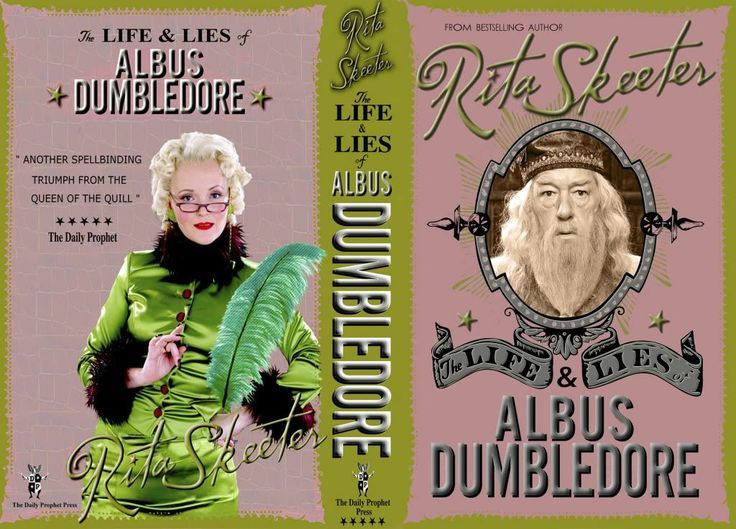 The LIFE & LIES of
ALBUS
DUMBLEDORE
" ANOTHER SPELLBINDING
TRIUMPH FROM THE
QUEEN OF THE QUILL "
★★★★★
The Daily Prophet
Rita Skeeter
DP
The Daily Prophet Press
Rita
Skeeter
The
LIFE
&
LIES
of
ALBUS
DUMBLEDORE
DP
The Daily Prophet
Press
★★★★★
FROM BESTSELLING AUTHOR
Rita Skeeter
The LIFE & LIES of
ALBUS
DUMBLEDORE